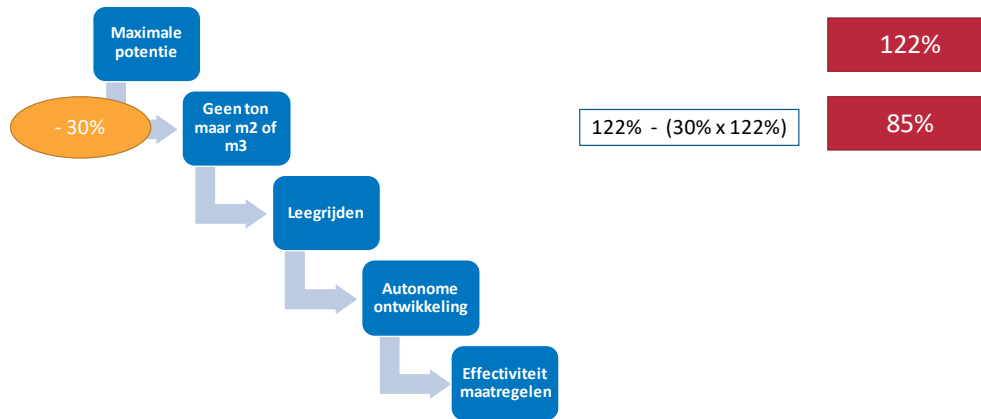 Maximale
potentie
122%
- 30%
Geen ton
maar m2 of
m3
122% - (30% x 122%)
85%
Leegrijden
Autonome
ontwikkeling
Effectiviteit
maatregelen